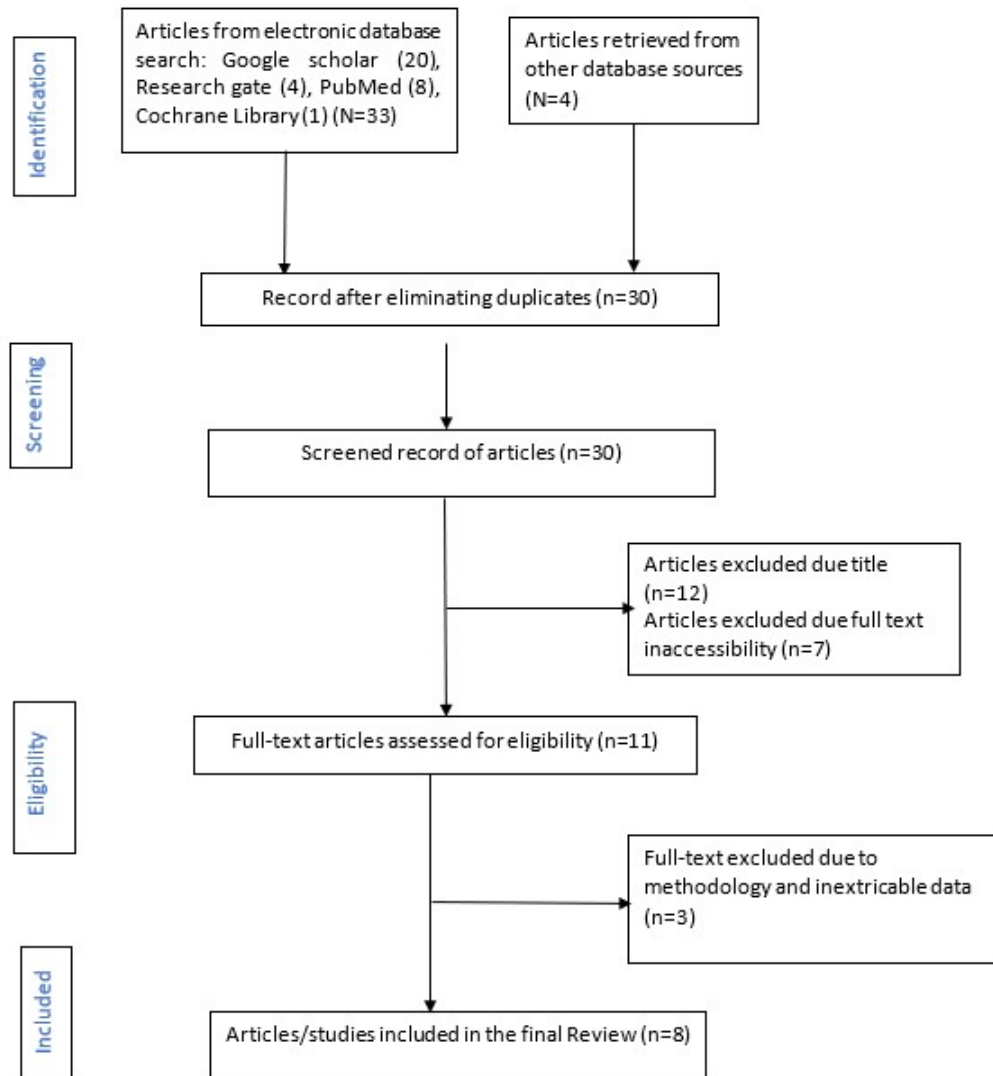 Identification
Articles from electronic database
search: Google scholar (20),
Research gate (4), PubMed (8),
Cochrane Library (1) (N=33)
Articles retrieved from
other database sources
(N=4)
Record after eliminating duplicates (n=30)
Screening
Screened record of articles (n=30)
Articles excluded due title
(n=12)
Articles excluded due full text
inaccessibility (n=7)
Eligibility
Full-text articles assessed for eligibility (n=11)
Full-text excluded due to
methodology and inextricable data
(n=3)
Included
Articles/studies included in the final Review (n=8)